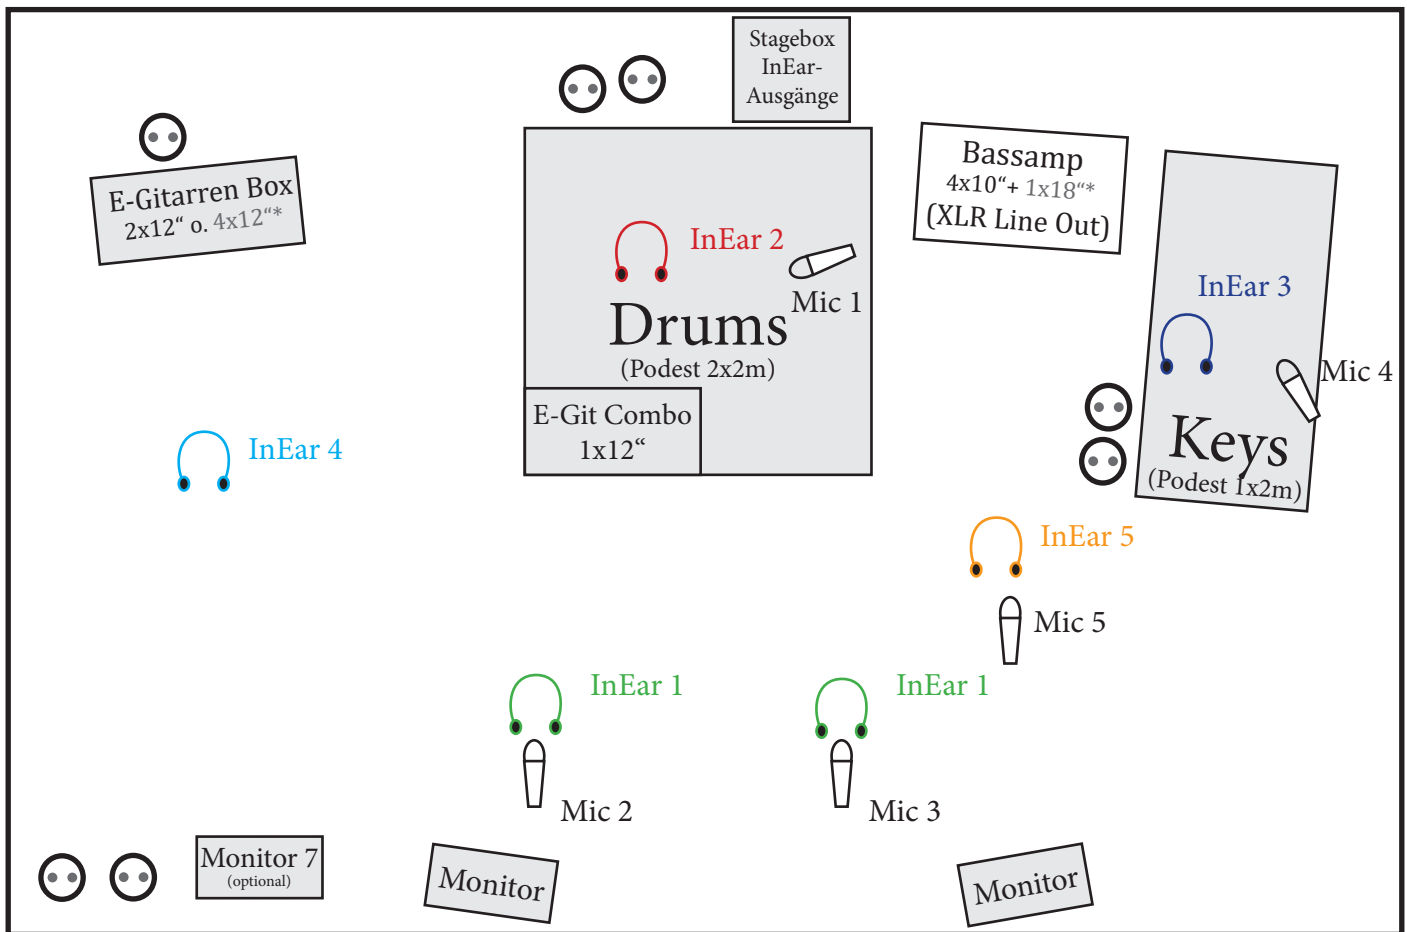 Stagebox
InEar-
Ausgänge
E-Gitarren Box
2x12“ o. 4x12“*
Bassamp
4x10“+ 1x18“*
(XLR Line Out)
InEar 2
Mic 1
Drums
(Podest 2x2m)
E-Git Combo
1x12“
InEar 3
Mic 4
Keys
(Podest 1x2m)
InEar 4
InEar 5
Mic 5
InEar 1
InEar 1
Mic 2
Mic 3
Monitor 7
(optional)
Monitor
Monitor